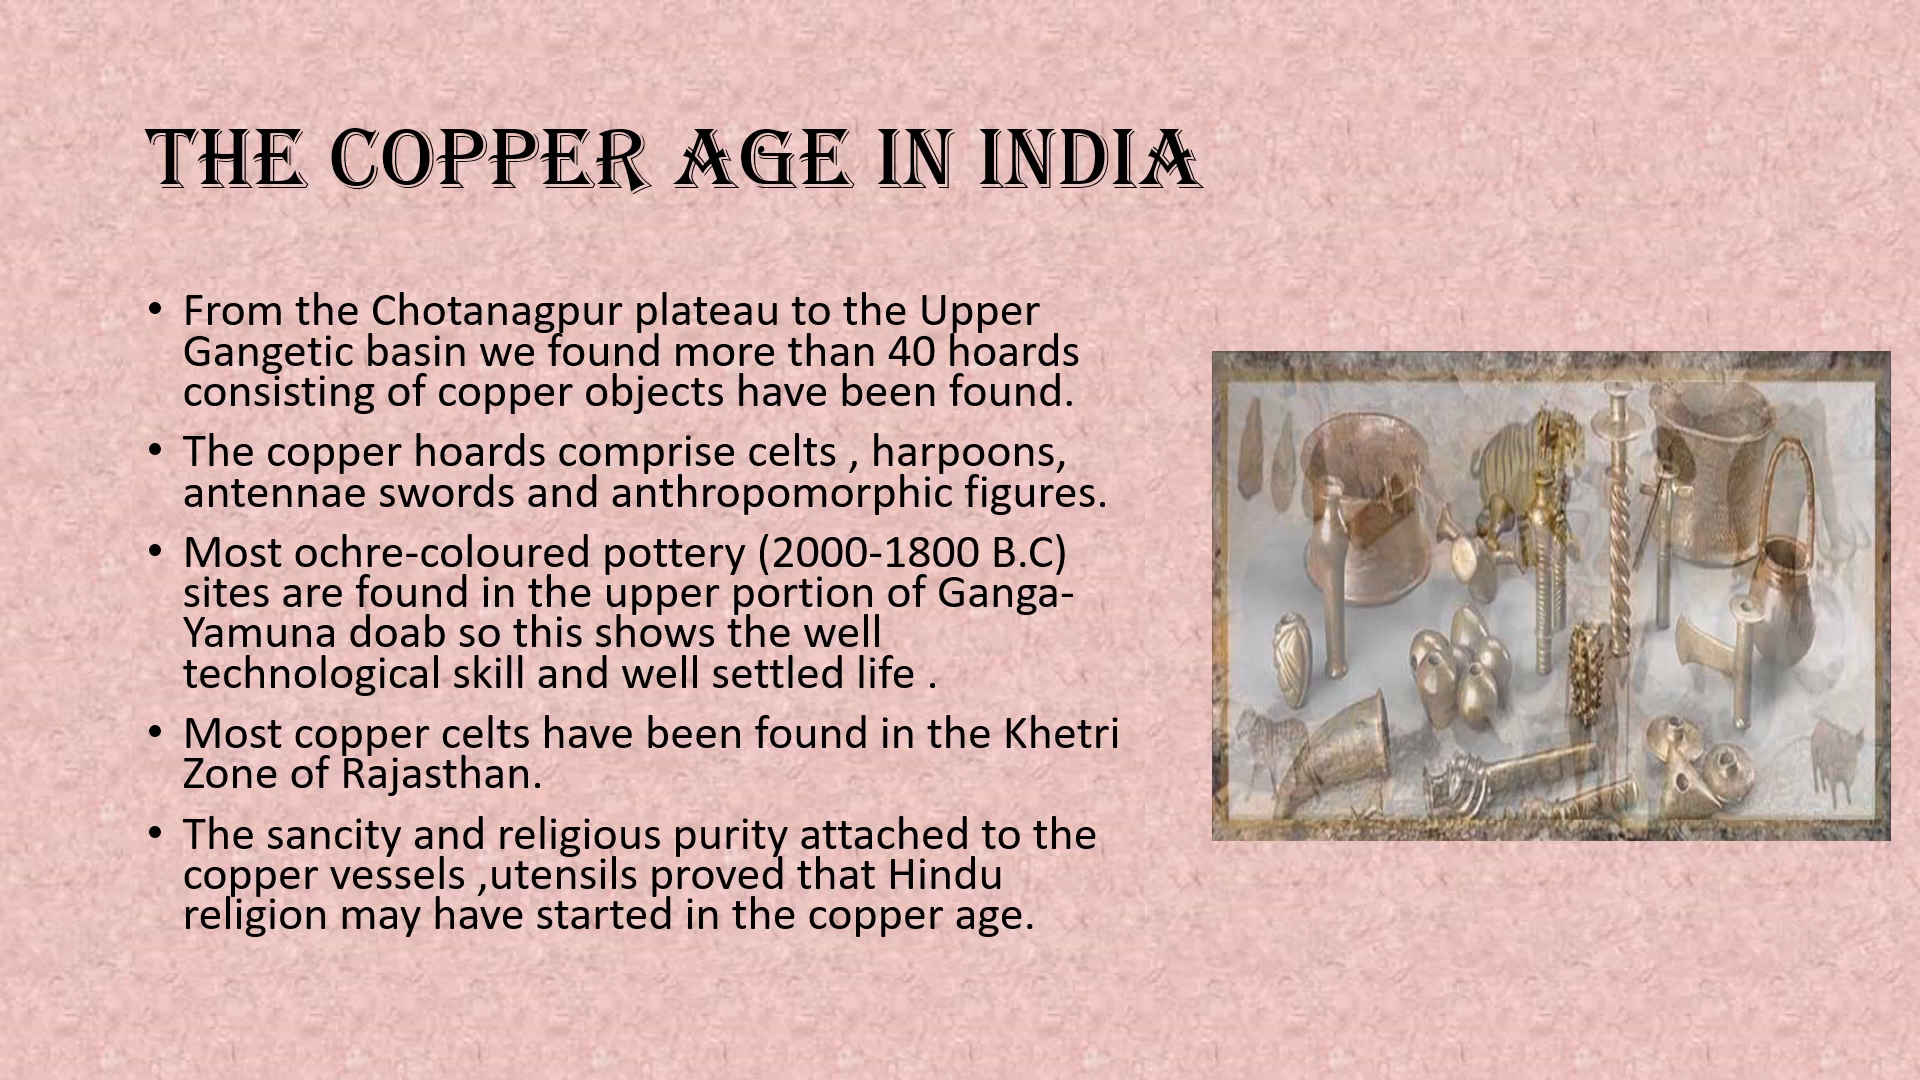 THE COPPER AGE IN INDIA
• From the Chotanagpur plateau to the Upper
Gangetic basin we found more than 40 hoards
consisting of copper objects have been found.
• The copper hoards comprise celts , harpoons,
antennae swords and anthropomorphic figures.
• Most ochre-coloured pottery (2000-1800 B.C)
sites are found in the upper portion of Ganga-
Yamuna doab so this shows the well
technological skill and well settled life .
• Most copper celts have been found in the Khetri
Zone of Rajasthan.
• The sancity and religious purity attached to the
copper vessels ,utensils proved that Hindu
religion may have started in the copper age.